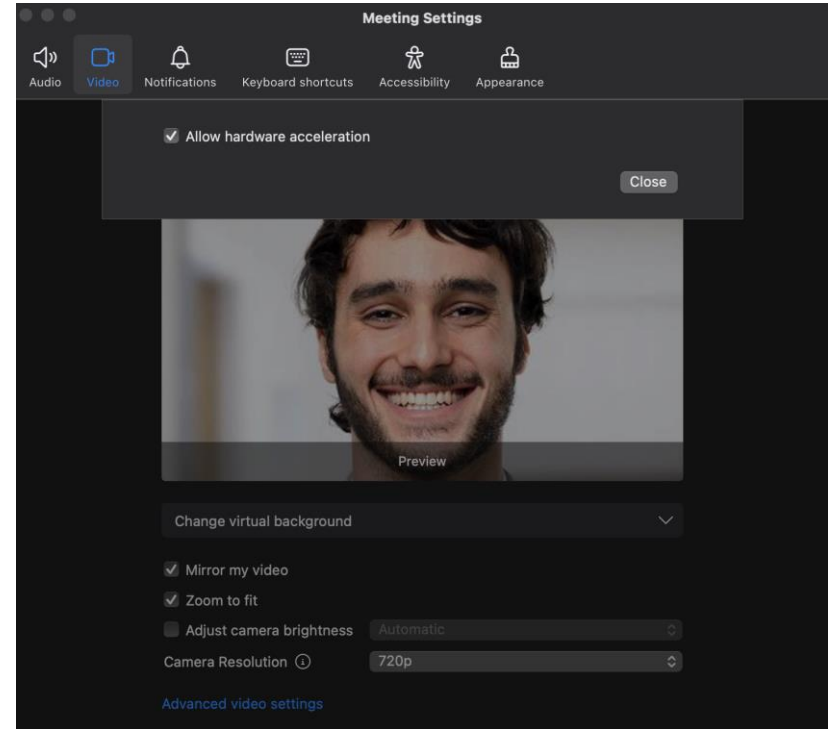 Meeting Settings
Audio
Video
Notifications
Keyboard shortcuts
Accessibility
Appearance
Allow hardware acceleration
Close
Preview
Change virtual background
Mirror my video
Zoom to fit
Adjust camera brightness
Automatic
Camera Resolution
720p
Advanced video settings